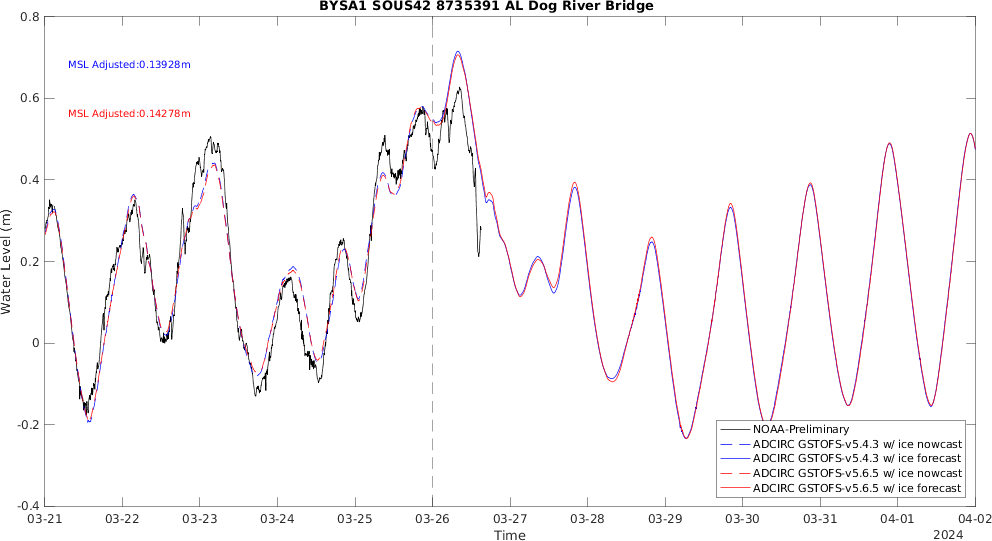 BYSA1 SOUS42 8735391 AL Dog River Bridge
MSL Adjusted:0.13928m
MSL Adjusted:0.14278m
Water Level (m)
0.8
0.6
0.4
0.2
0
-0.2
-0.4
NOAA-Preliminary
ADCIRC GSTOFS-v5.4.3 w/ ice nowcast
ADCIRC GSTOFS-v5.4.3 w/ ice forecast
ADCIRC GSTOFS-v5.6.5 w/ ice nowcast
ADCIRC GSTOFS-v5.6.5 w/ ice forecast
03-21 03-22 03-23 03-24 03-25 03-26 03-27 03-28 03-29 03-30 03-31 04-01 04-02
Time
2024